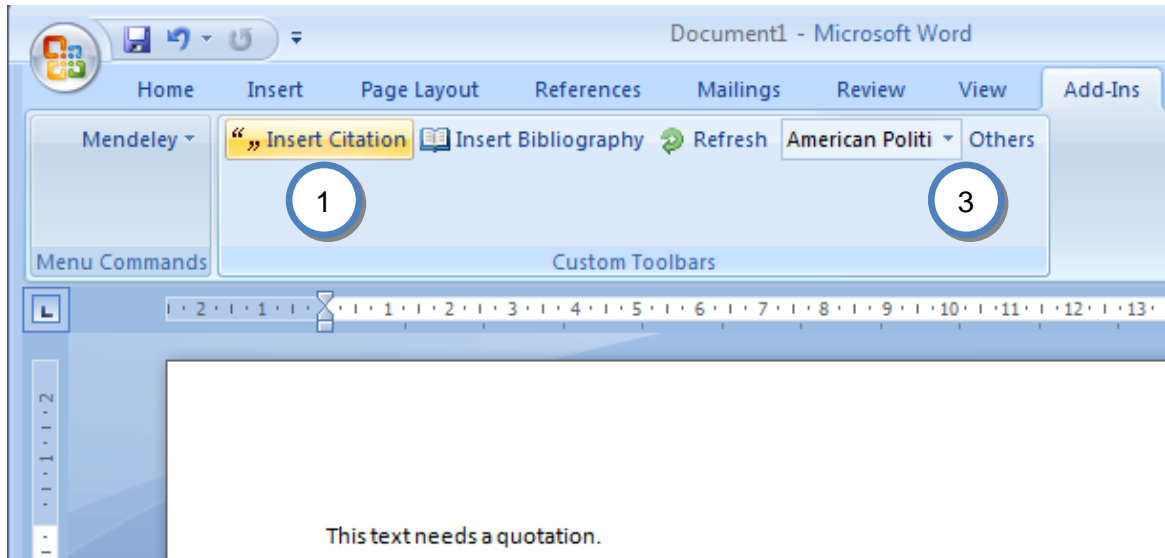 Document1 - Microsoft Word
Home Insert Page Layout References Mailings Review View Add-Ins
Mendeley “„ Insert Citation Insert Bibliography Refresh American Politi Others
1 3
Menu Commands Custom Toolbars
L 2 1 1 2 3 4 5 6 7 8 9 10 11 12 13
2
1
This text needs a quotation.